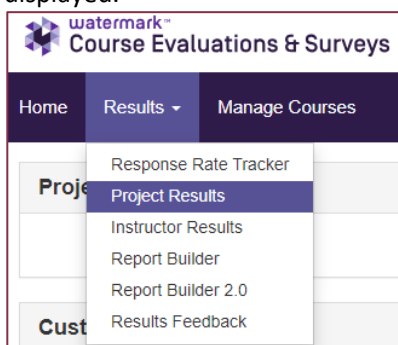 displayed.
watermark™
Course Evaluations & Surveys
Home Results Manage Courses
Response Rate Tracker
Proje
Project Results
Instructor Results
Report Builder
Report Builder 2.0
Cust
Results Feedback